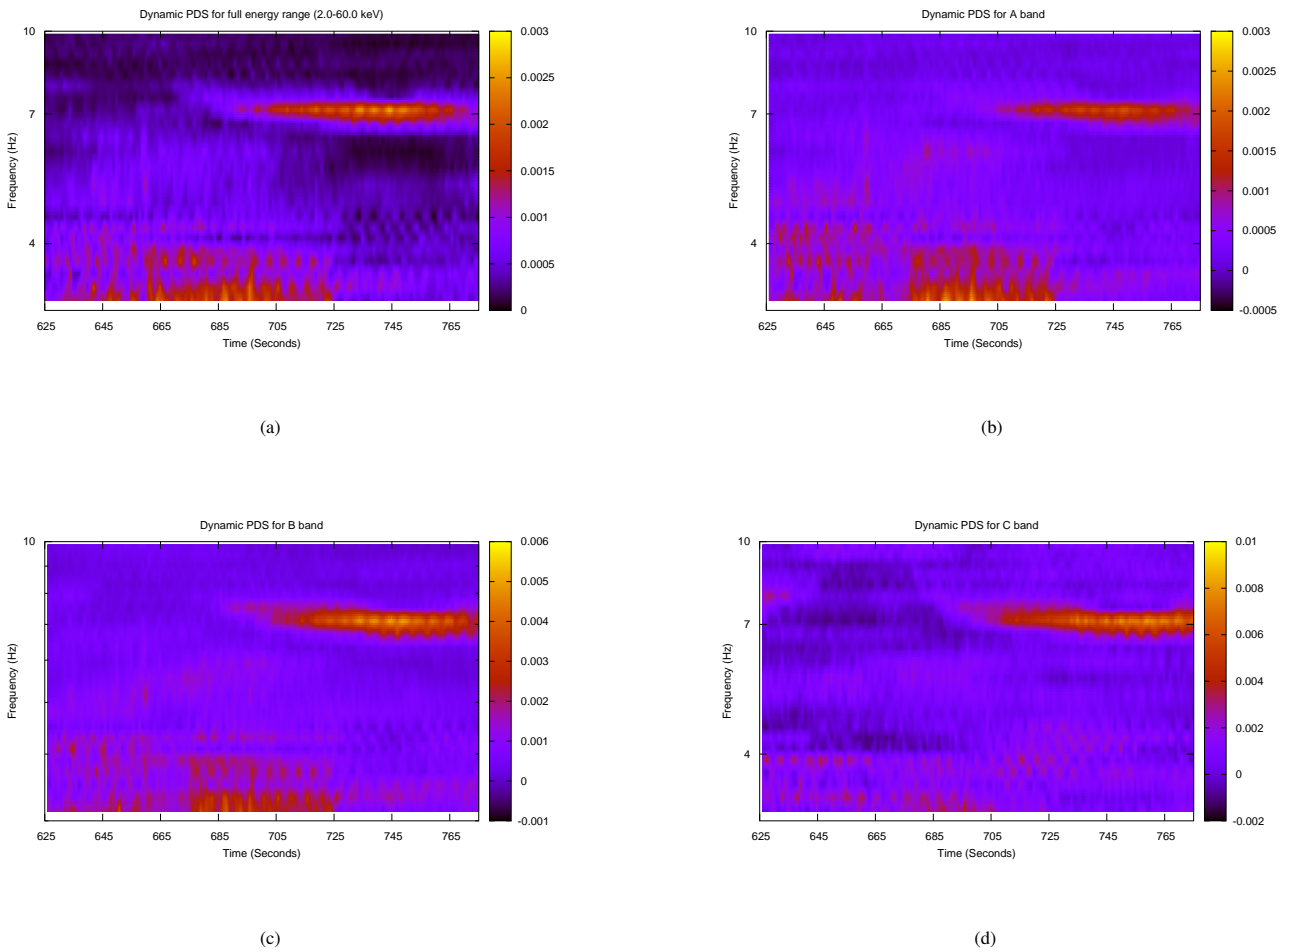 Dynamic PDS for full energy range (2.0-60.0 keV)
10
7
4
Frequency (Hz)
625 645 665 685 705 725 745 765
Time (Seconds)
0.003
0.0025
0.002
0.0015
0.001
0.0005
0
(a)
Dynamic PDS for A band
10
7
4
Frequency (Hz)
625 645 665 685 705 725 745 765
Time (Seconds)
0.003
0.0025
0.002
0.0015
0.001
0.0005
0
-0.0005
(b)
Dynamic PDS for B band
10
Frequency (Hz)
625 645 665 685 705 725 745 765
Time (Seconds)
0.006
0.005
0.004
0.003
0.002
0.001
0
-0.001
(c)
Dynamic PDS for C band
10
7
4
Frequency (Hz)
625 645 665 685 705 725 745 765
Time (Seconds)
0.01
0.008
0.006
0.004
0.002
0
-0.002
(d)